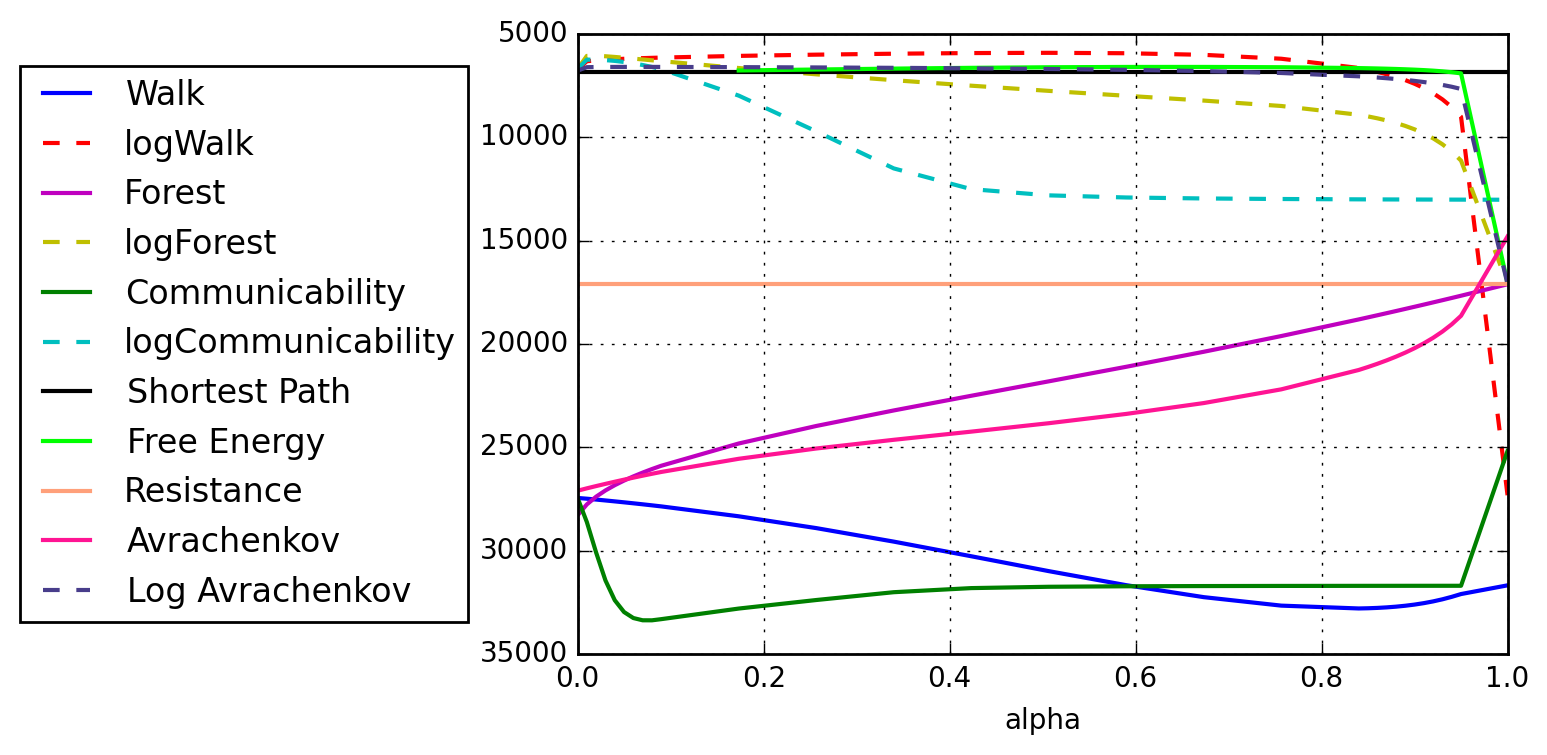 Walk
logWalk
Forest
logForest
Communicability
logCommunicability
Shortest Path
Free Energy
Resistance
Avrachenkov
Log Avrachenkov
5000
10000
15000
20000
25000
30000
35000
0.0 0.2 0.4 0.6 0.8 1.0
alpha